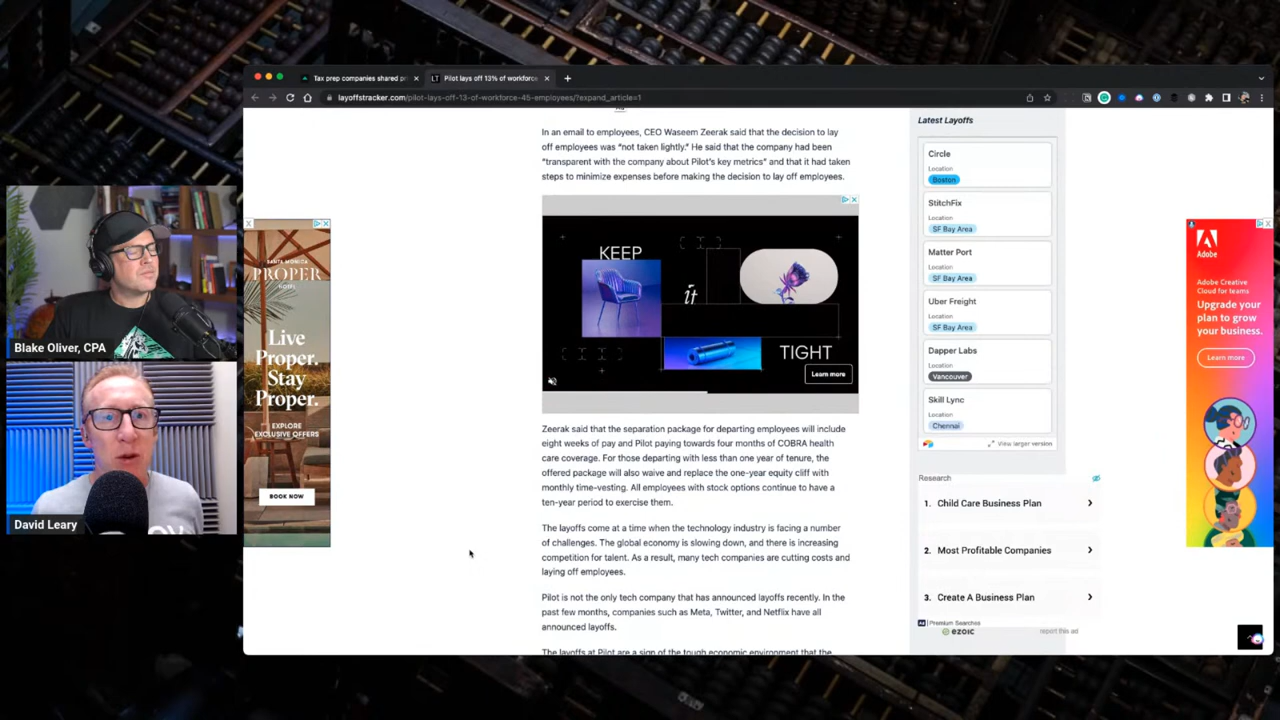 Tax prep companies shared pr
Pilot lays off 13% of workforce
layoffstracker.com/pilot-lays-off-13-of-workforce-45-employees/?expand_article=1
In an email to employees, CEO Waseem Zeerak said that the decision to lay
off employees was "not taken lightly." He said that the company had been
"transparent with the company about Pilot's key metrics" and that it had taken
steps to minimize expenses before making the decision to lay off employees.
KEEP
it
TIGHT
Learn more
Zeerak said that the separation package for departing employees will include
eight weeks of pay and Pilot paying towards four months of COBRA health
care coverage. For those departing with less than one year of tenure, the
offered package will also waive and replace the one-year equity cliff with
monthly time-vesting. All employees with stock options continue to have a
ten-year period to exercise them.
The layoffs come at a time when the technology industry is facing a number
of challenges. The global economy is slowing down, and there is increasing
competition for talent. As a result, many tech companies are cutting costs and
laying off employees.
Pilot is not the only tech company that has announced layoffs recently. In the
past few months, companies such as Meta, Twitter, and Netflix have all
announced layoffs.
The layoffs at Pilot are a sign of the tough economic environment that the
Latest Layoffs
Circle
Location
Boston
StitchFix
Location
SF Bay Area
Matter Port
Location
SF Bay Area
Uber Freight
Location
SF Bay Area
Dapper Labs
Location
Vancouver
Skill Lync
Location
Chennai
View larger version
Research
1. Child Care Business Plan
2. Most Profitable Companies
3. Create A Business Plan
Ad | Premium Searches
ezoic
report this ad
SANTA MONICA
PROPER
HOTEL
Live
Proper.
Stay
Proper.
EXPLORE
EXCLUSIVE OFFERS
BOOK NOW
Adobe
Adobe Creative
Cloud for teams
Upgrade your
plan to grow
your business.
Learn more
Blake Oliver, CPA
David Leary